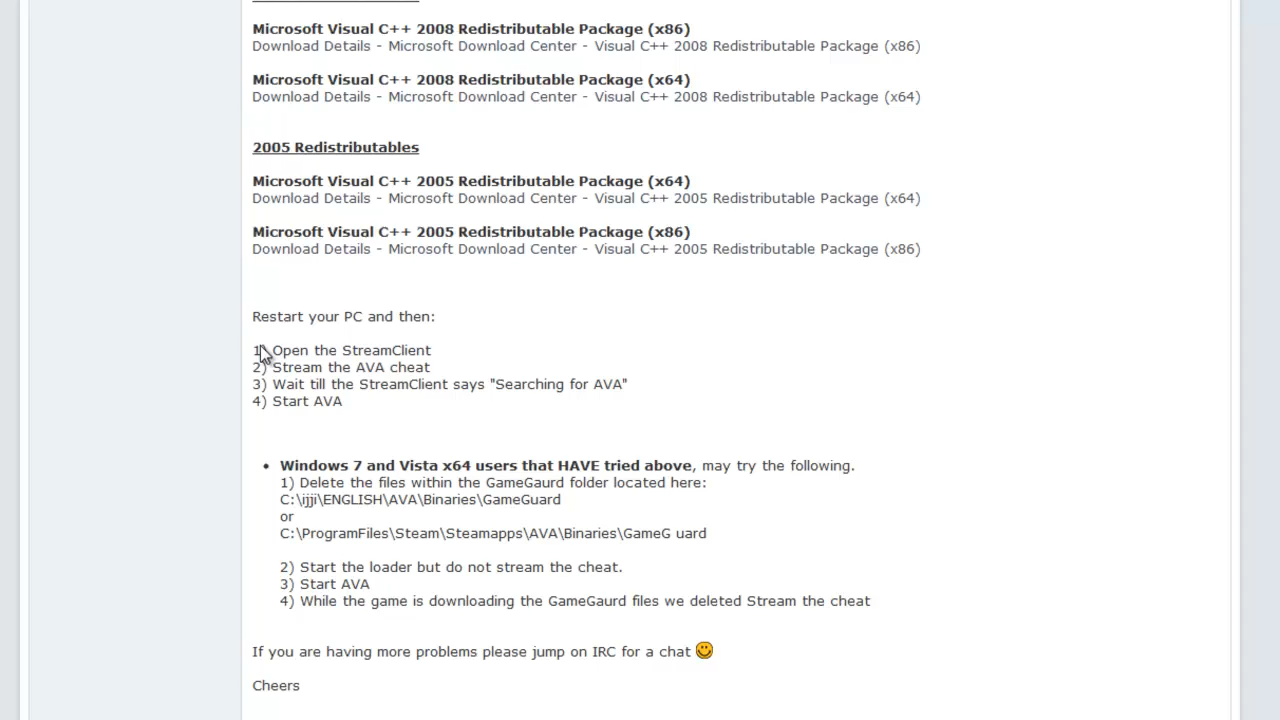 Microsoft Visual C++ 2008 Redistributable Package (x86)
Download Details - Microsoft Download Center - Visual C++ 2008 Redistributable Package (x86)
Microsoft Visual C++ 2008 Redistributable Package (x64)
Download Details - Microsoft Download Center - Visual C++ 2008 Redistributable Package (x64)
2005 Redistributables
Microsoft Visual C++ 2005 Redistributable Package (x64)
Download Details - Microsoft Download Center - Visual C++ 2005 Redistributable Package (x64)
Microsoft Visual C++ 2005 Redistributable Package (x86)
Download Details - Microsoft Download Center - Visual C++ 2005 Redistributable Package (x86)
Restart your PC and then:
1) Open the StreamClient
2) Stream the AVA cheat
3) Wait till the StreamClient says "Searching for AVA"
4) Start AVA
• Windows 7 and Vista x64 users that HAVE tried above, may try the following.
1) Delete the files within the GameGaurd folder located here:
C:\ijji\ENGLISH\AVA\Binaries\GameGuard
or
C:\ProgramFiles\Steam\Steamapps\AVA\Binaries\GameG uard
2) Start the loader but do not stream the cheat.
3) Start AVA
4) While the game is downloading the GameGaurd files we deleted Stream the cheat
If you are having more problems please jump on IRC for a chat
Cheers